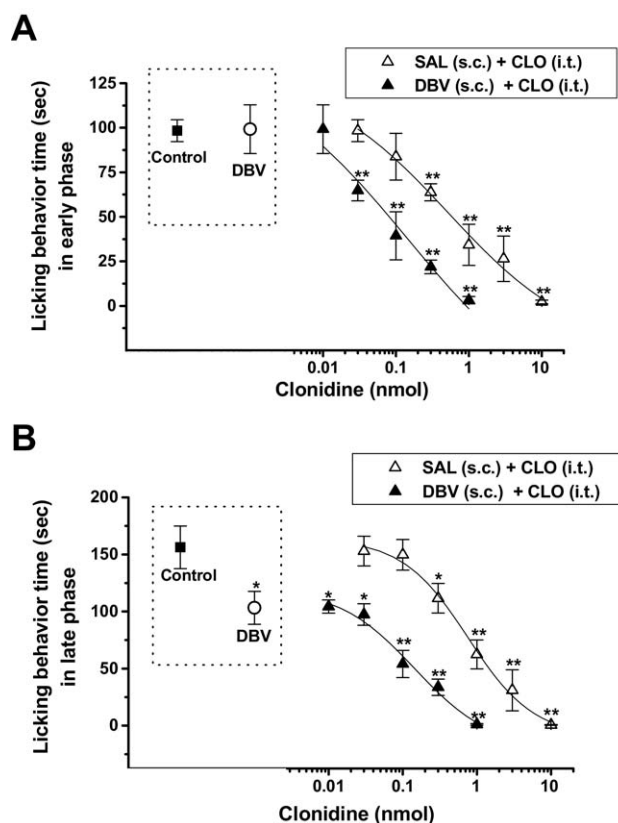 A
SAL (s.c.) + CLO (i.t.)
DBV (s.c.) + CLO (i.t.)
Licking behavior time (sec)
in early phase
125
100
75
50
25
0
Control
DBV
**
**
**
**
**
**
**
**
0.01
0.1
1
10
Clonidine (nmol)
B
SAL (s.c.) + CLO (i.t.)
DBV (s.c.) + CLO (i.t.)
Licking behavior time (sec)
in late phase
200
150
100
50
0
Control
*
DBV
*
*
*
**
**
**
**
**
**
0.01
0.1
1
10
Clonidine (nmol)